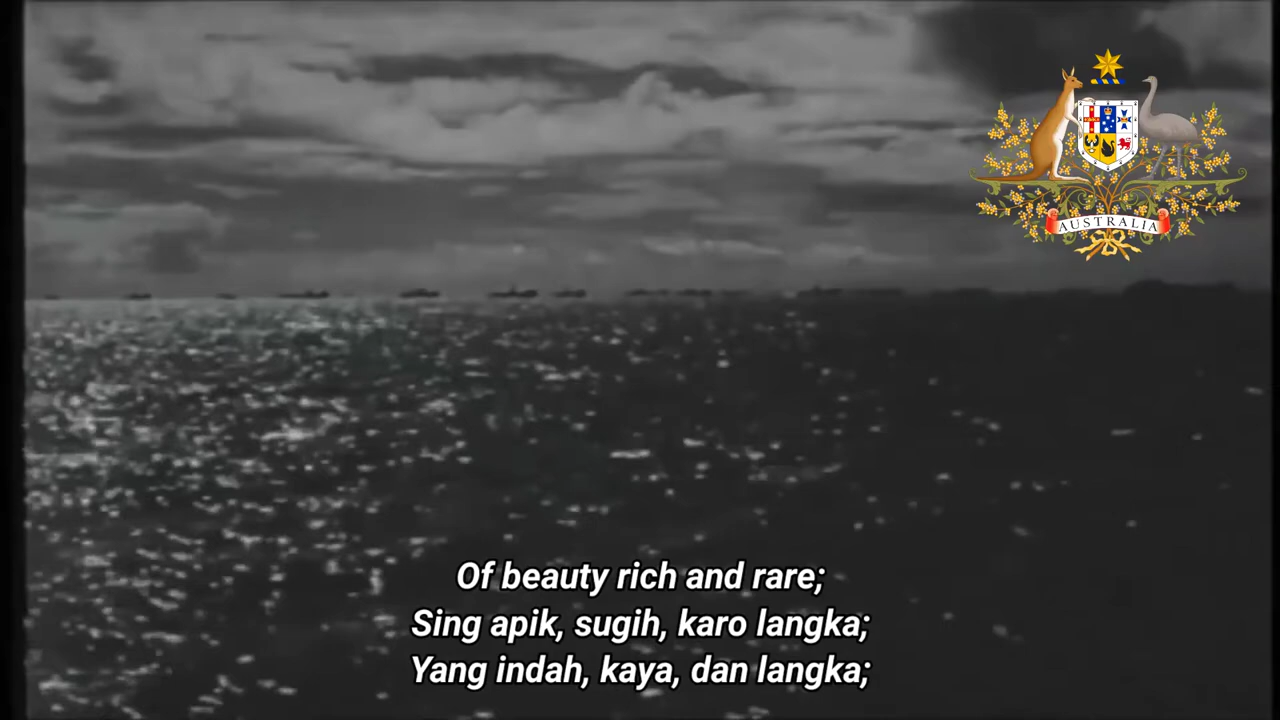 AUSTRALIA
Of beauty rich and rare;
Sing apik, sugih, karo langka;
Yang indah, kaya, dan langka;